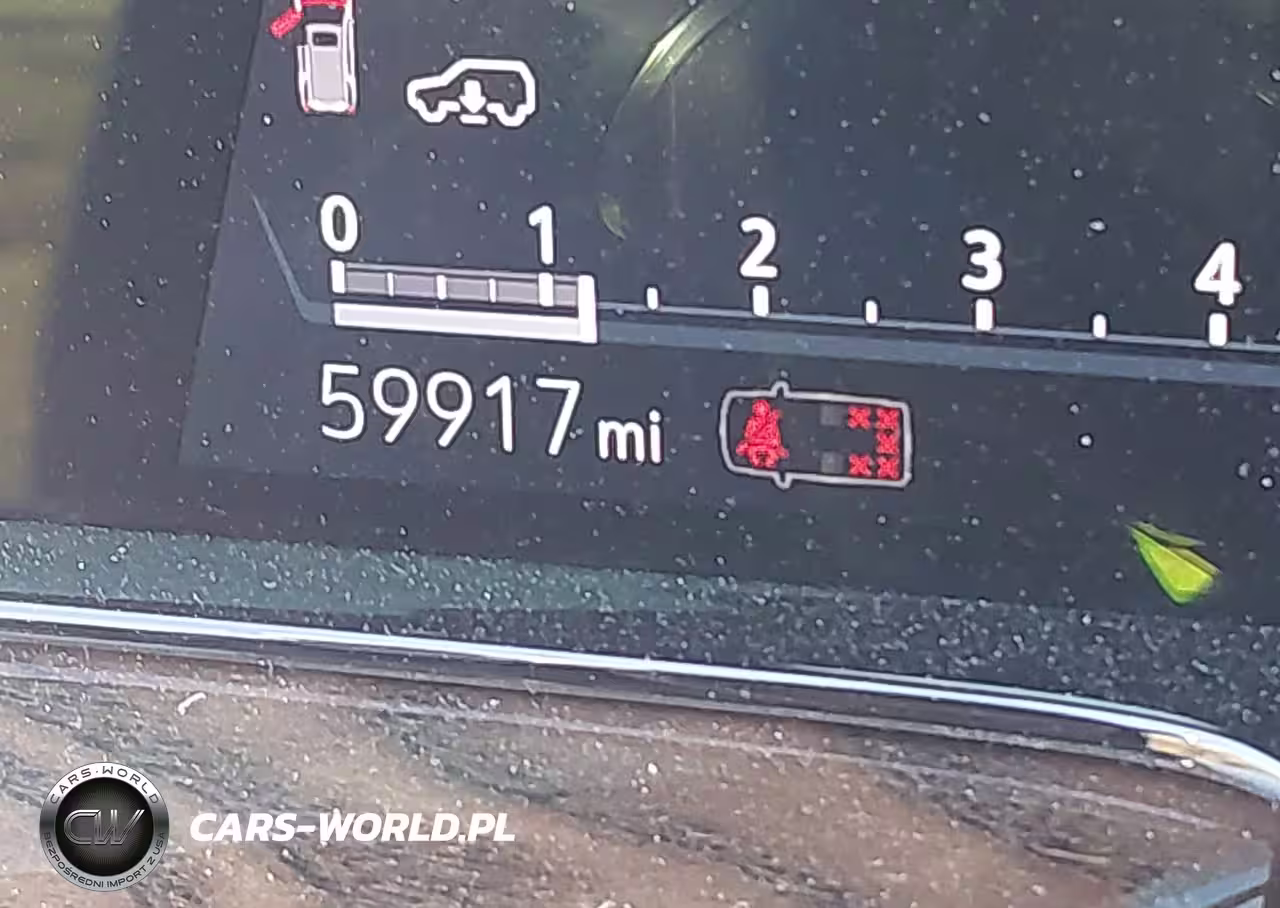 0 1 2 3 4
59917 mi
CARS-WORLD
CW
BEZPOŚREDNI IMPORT Z USA
CARS-WORLD.PL